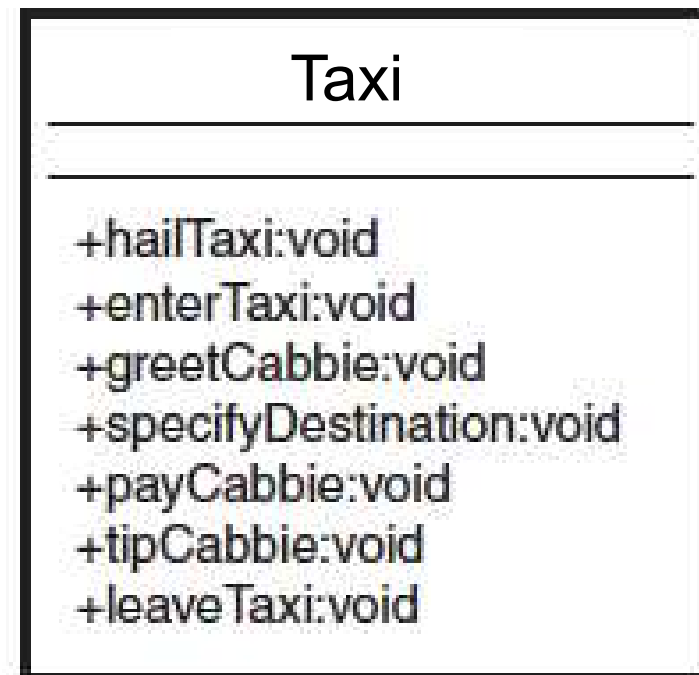 Taxi
+hailTaxi:void
+enterTaxi:void
+greetCabbie:void
+specifyDestination:void
+payCabbie:void
+tipCabbie:void
+leaveTaxi:void